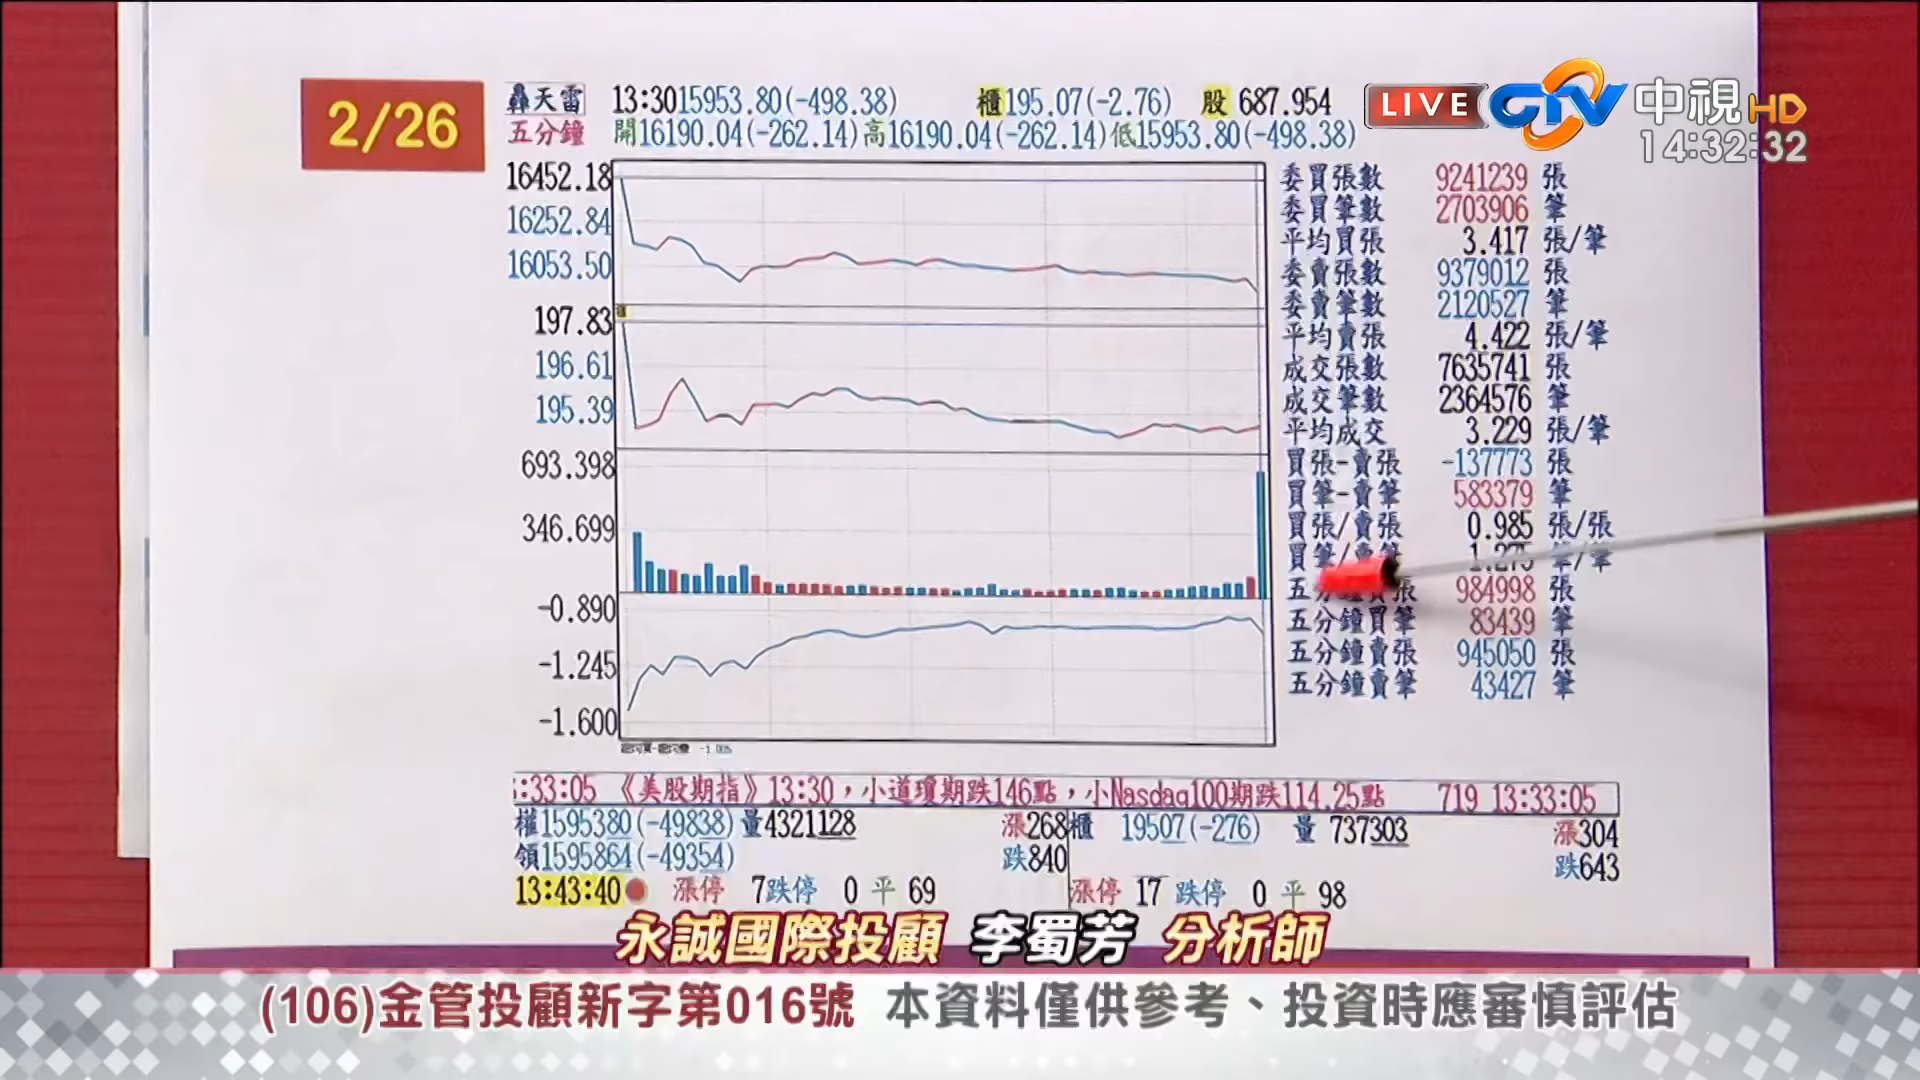 LIVE CTV 中視HD
14:32:32
2/26
轟天雷 13:30 15953.80(-498.38) 櫃195.07(-2.76) 股 687.954
五分鐘 開16190.04(-262.14)高16190.04(-262.14)低15953.80(-498.38)
16452.18
16252.84
16053.50
197.83
196.61
195.39
693.398
346.699
-0.890
-1.245
-1.600
委買張數 9241239 張
委買筆數 2703906 筆
平均買張 3.417 張/筆
委賣張數 9379012 張
委賣筆數 2120527 筆
平均賣張 4.422 張/筆
成交張數 7635741 張
成交筆數 2364576 筆
平均成交 3.229 張/筆
買張-賣張 -137773 張
買筆-賣筆 583379 筆
買張/賣張 0.985 張/張
買筆/賣筆 1.275 筆/筆
五分鐘買張 984998 張
五分鐘買筆 83439 筆
五分鐘賣張 945050 張
五分鐘賣筆 43427 筆
:33:05 《美股期指》13:30，小道瓊期跌146點，小Nasdaq100期跌114.25點 719 13:33:05
權1595380(-49838)量4321128 漲268 櫃 19507(-276) 量 737303 漲304
領1595864(-49354) 跌840 跌643
13:43:40 漲停 7跌停 0 平 69 漲停 17 跌停 0 平 98
永誠國際投顧 李蜀芳 分析師
(106)金管投顧新字第016號 本資料僅供參考、投資時應審慎評估